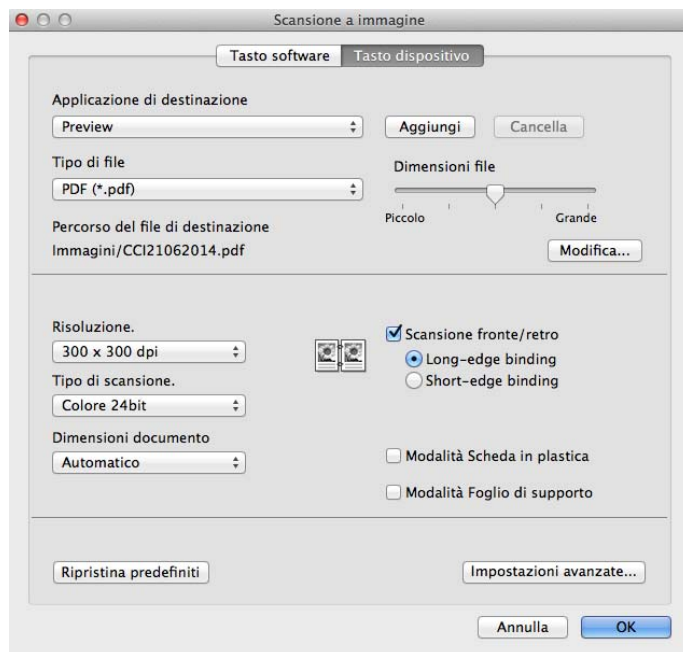 Scansione a immagine
Tasto software Tasto dispositivo
Applicazione di destinazione
Preview Aggiungi Cancella
Tipo di file Dimensioni file
PDF (*.pdf)
Piccolo Grande
Percorso del file di destinazione
Immagini/CCI21062014.pdf Modifica...
Risoluzione. Scansione fronte/retro
300 x 300 dpi Long-edge binding
Tipo di scansione. Short-edge binding
Colore 24bit
Dimensioni documento
Automatico Modalità Scheda in plastica
Modalità Foglio di supporto
Ripristina predefiniti Impostazioni avanzate...
Annulla OK